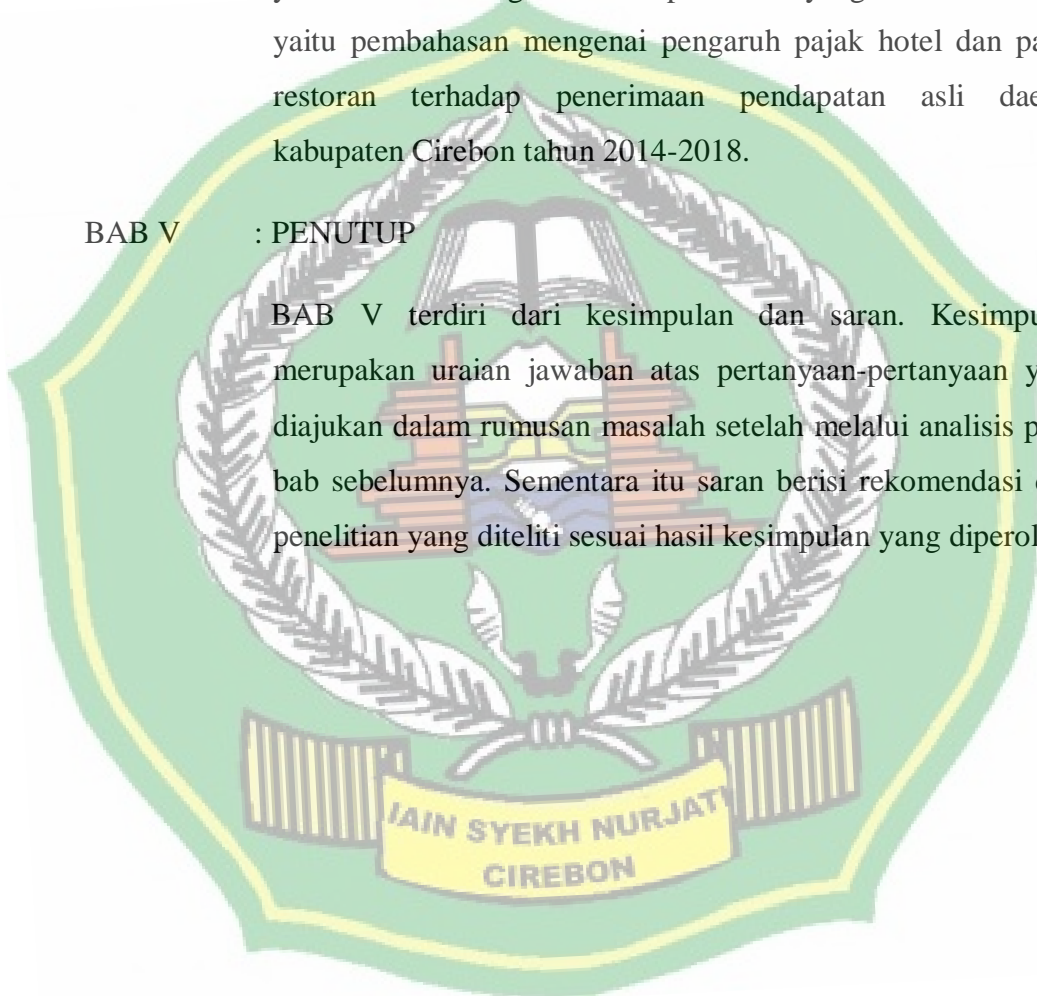 yang
yaitu pembahasan mengenai pengaruh pajak hotel dan pa
restoran terhadap penerimaan pendapatan asli dae
kabupaten Cirebon tahun 2014-2018.
BAB V : PENUTUP
BAB V terdiri dari kesimpulan dan saran. Kesimpu
merupakan uraian jawaban atas pertanyaan-pertanyaan y
diajukan dalam rumusan masalah setelah melalui analisis p
bab sebelumnya. Sementara itu saran berisi rekomendasi
penelitian yang diteliti sesuai hasil kesimpulan yang diperol
IAIN SYEKH NURJATI
CIREBON